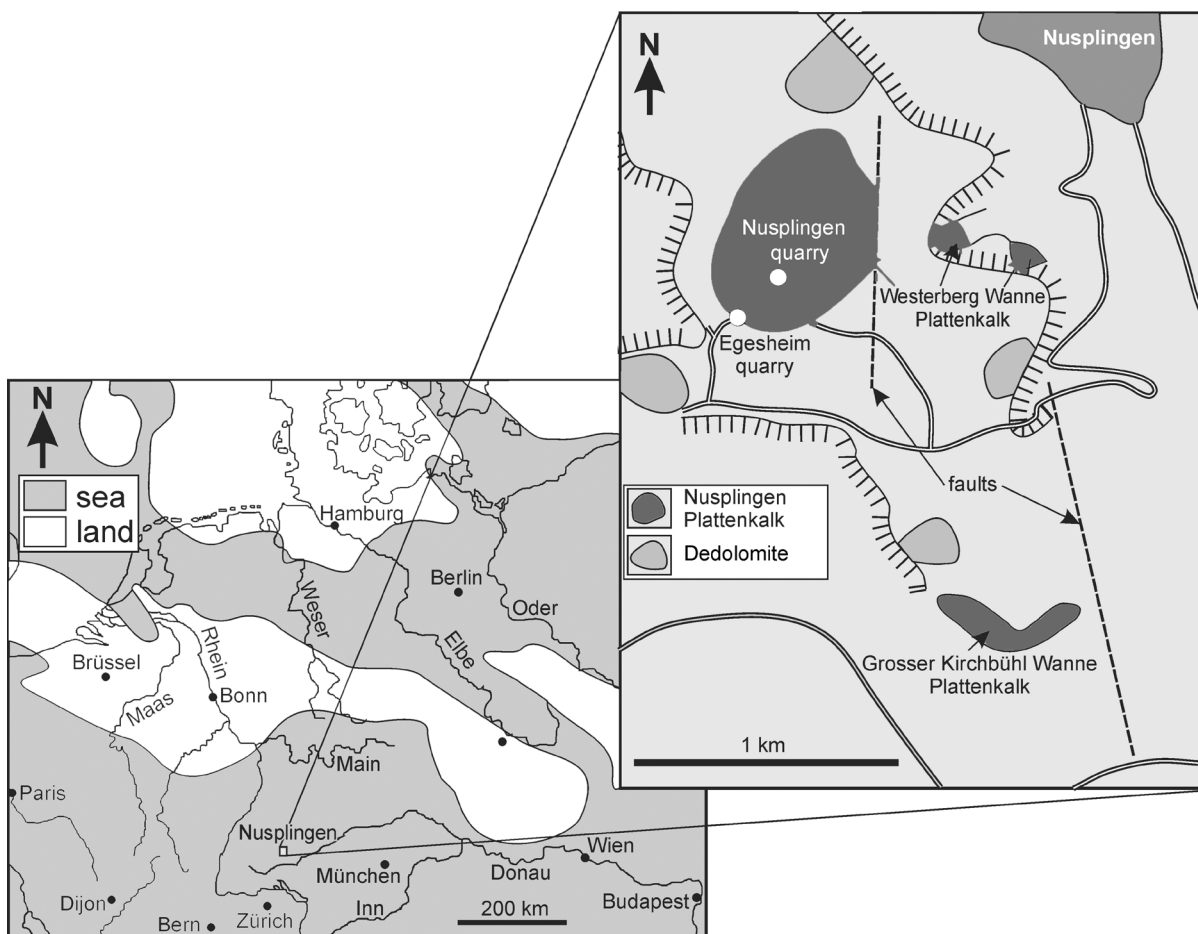 N
Nusplingen
Nusplingen
quarry
Westerberg Wanne
Plattenkalk
Egesheim
quarry
faults
Nusplingen
Plattenkalk
Dedolomite
Grosser Kirchbühl Wanne
Plattenkalk
1 km
N
sea
land
Hamburg
Berlin
Weser
Oder
Elbe
Rhein
Brüssel
Maas
Bonn
Main
Paris
Nusplingen
Wien
München
Donau
Dijon
Inn
Budapest
Zürich
Bern
200 km